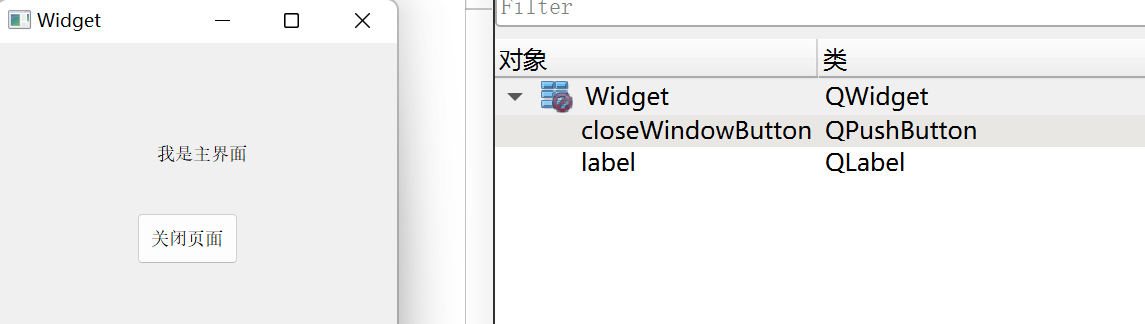 Widget
我是主界面
关闭页面
Filter
对象 类
Widget QWidget
closeWindowButton QPushButton
label QLabel